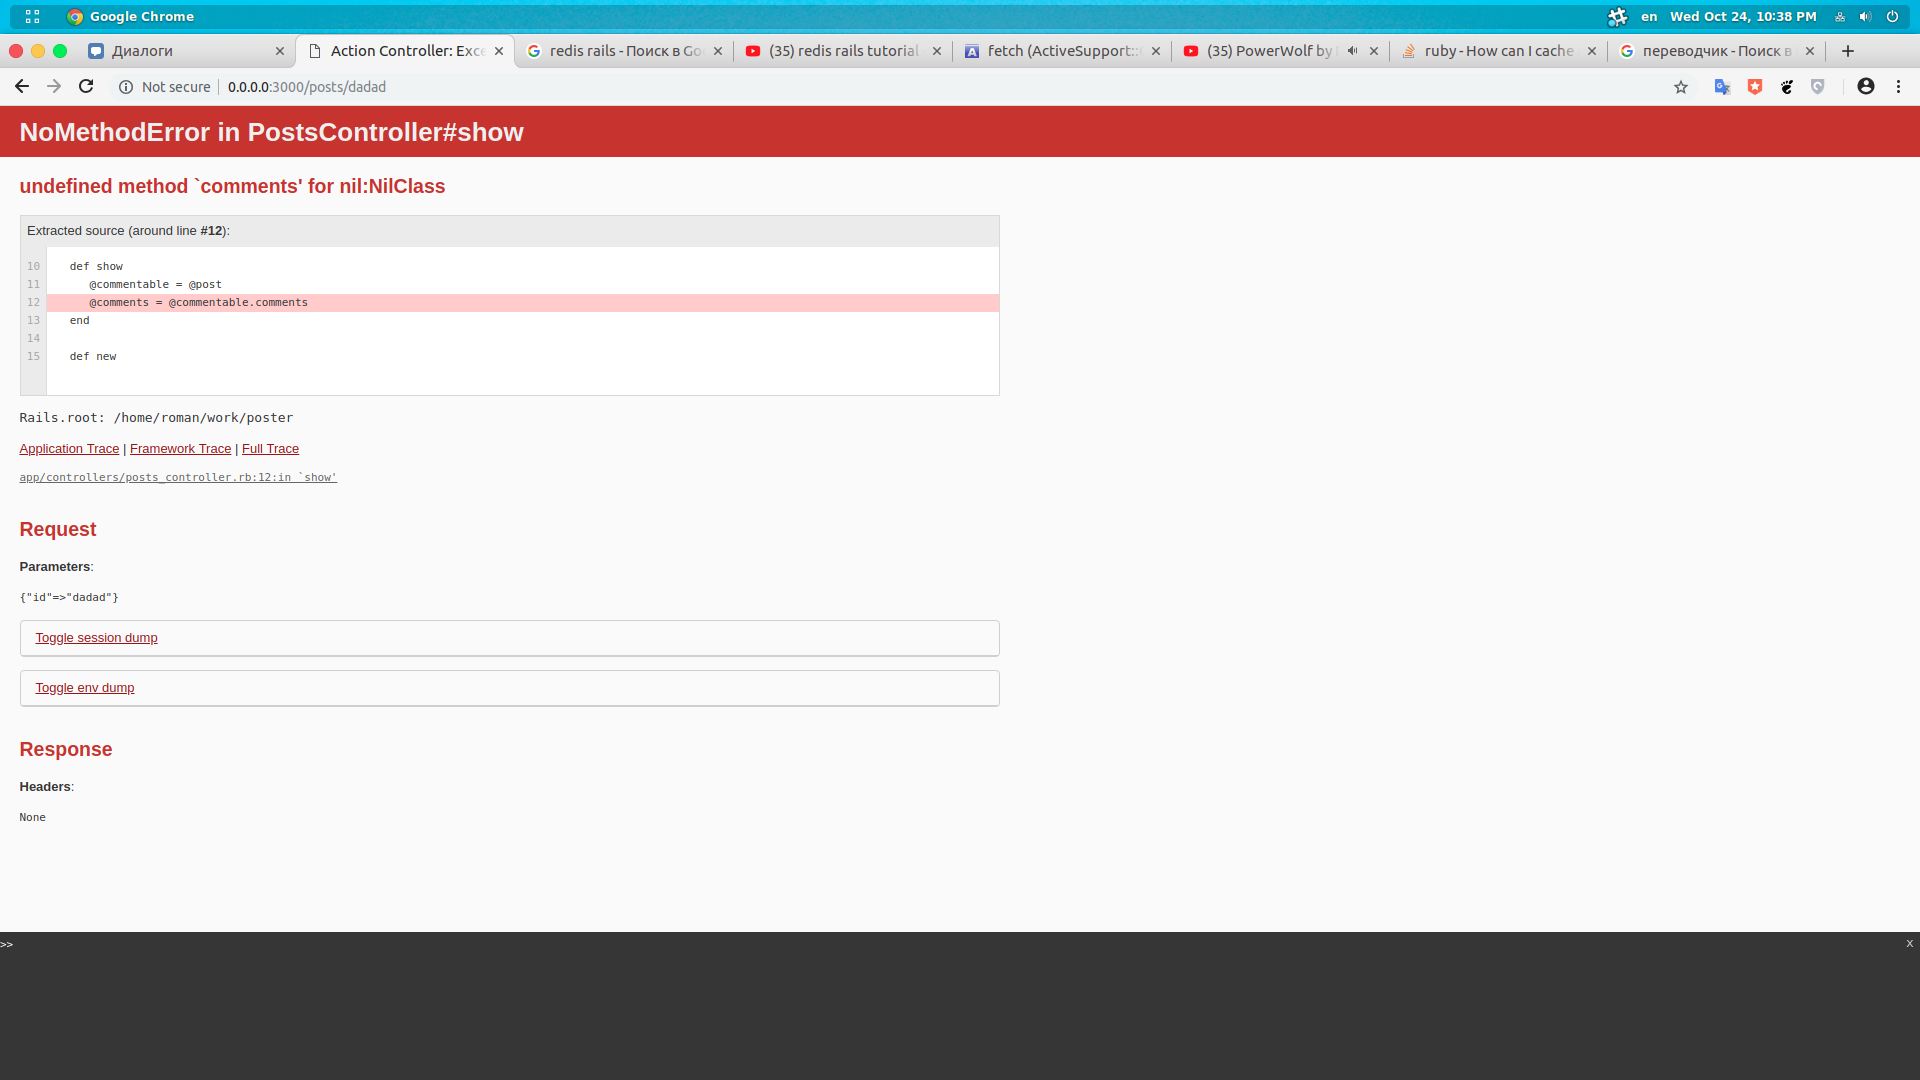 Google Chrome
en Wed Oct 24, 10:38 PM
Диалоги
Action Controller: Exce
redis rails - Поиск в Go
(35) redis rails tutorial
fetch (ActiveSupport::
(35) PowerWolf by
ruby - How can I cache
переводчик - Поиск в
Not secure 0.0.0.0:3000/posts/dadad
NoMethodError in PostsController#show
undefined method `comments' for nil:NilClass
Extracted source (around line #12):
10 def show
11 @commentable = @post
12 @comments = @commentable.comments
13 end
14
15 def new
Rails.root: /home/roman/work/poster
Application Trace | Framework Trace | Full Trace
app/controllers/posts_controller.rb:12:in `show'
Request
Parameters:
{"id"=>"dadad"}
Toggle session dump
Toggle env dump
Response
Headers:
None
>>
x